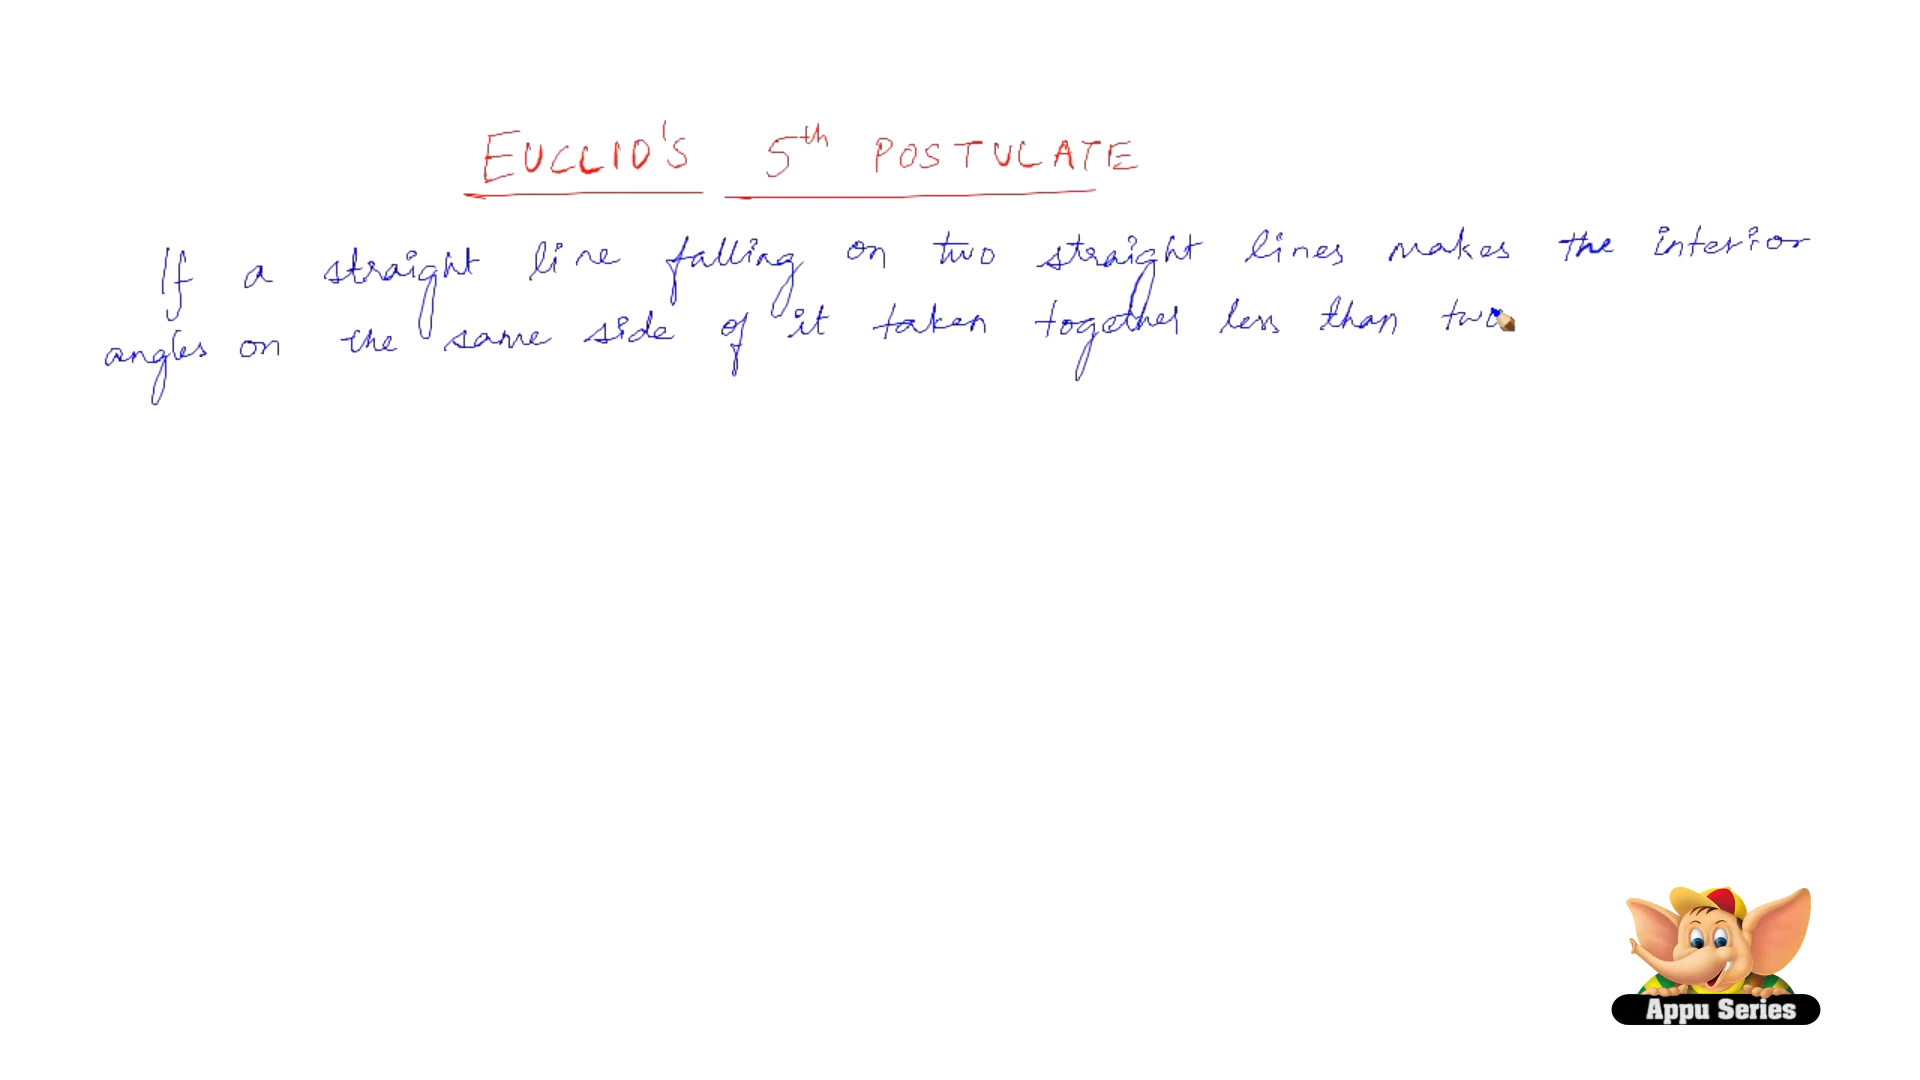 EUCLID'S 5th POSTULATE
If a straight line falling on two straight lines makes the interior
angles on the same side of it taken together less than two
Appu Series